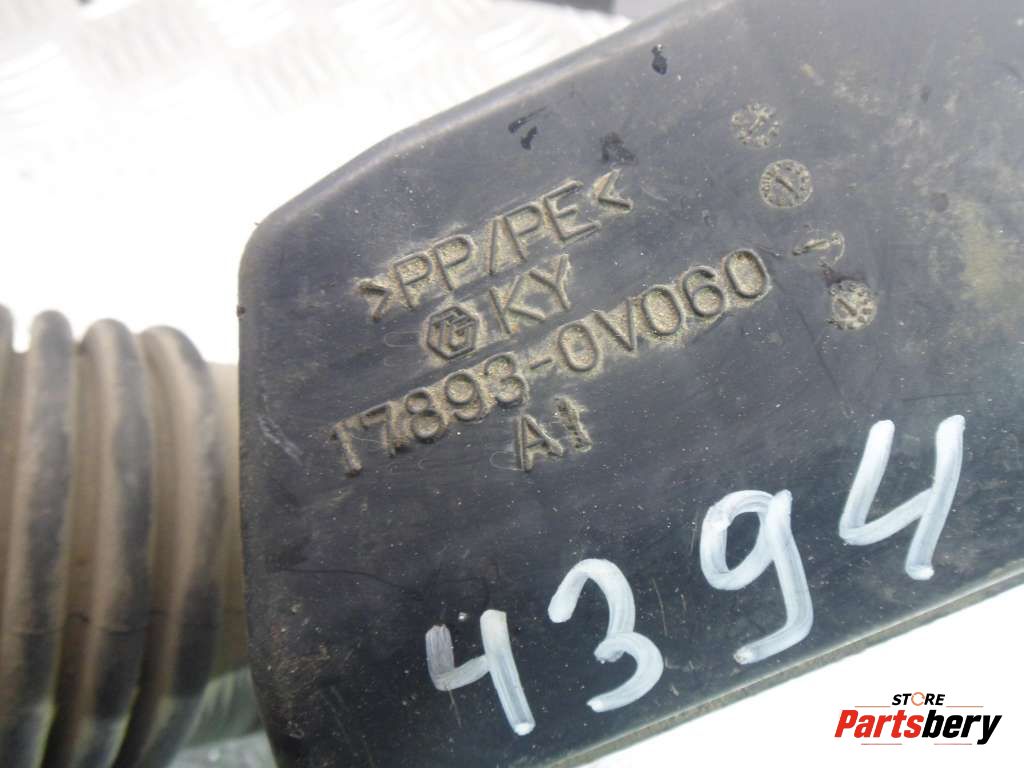 >PP/PE<
KY
17893-0V060
A1
4394
STORE
Partsbery